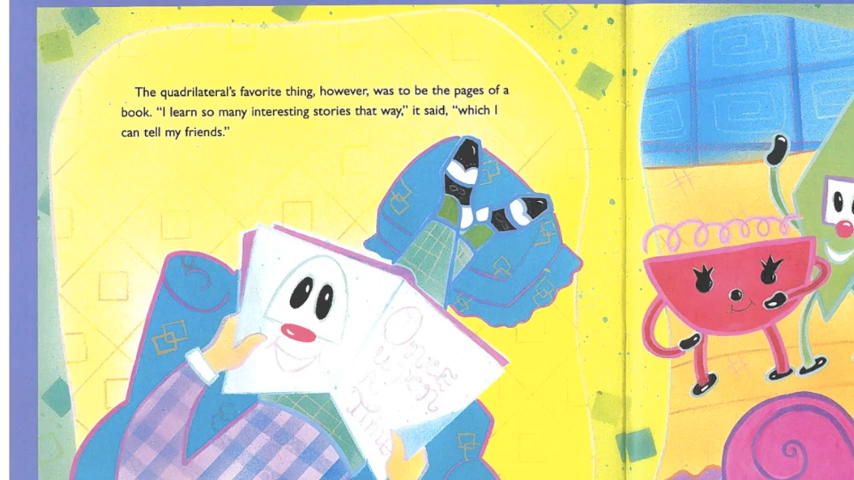 The quadrilateral's favorite thing, however, was to be the pages of a
book. "I learn so many interesting stories that way," it said, "which I
can tell my friends."
Once
Upon
Time